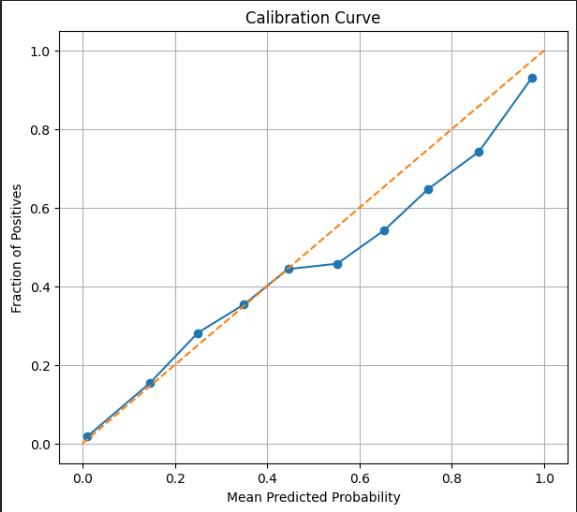 Calibration Curve
1.0
0.8
0.6
0.4
0.2
0.0
Fraction of Positives
0.0 0.2 0.4 0.6 0.8 1.0
Mean Predicted Probability